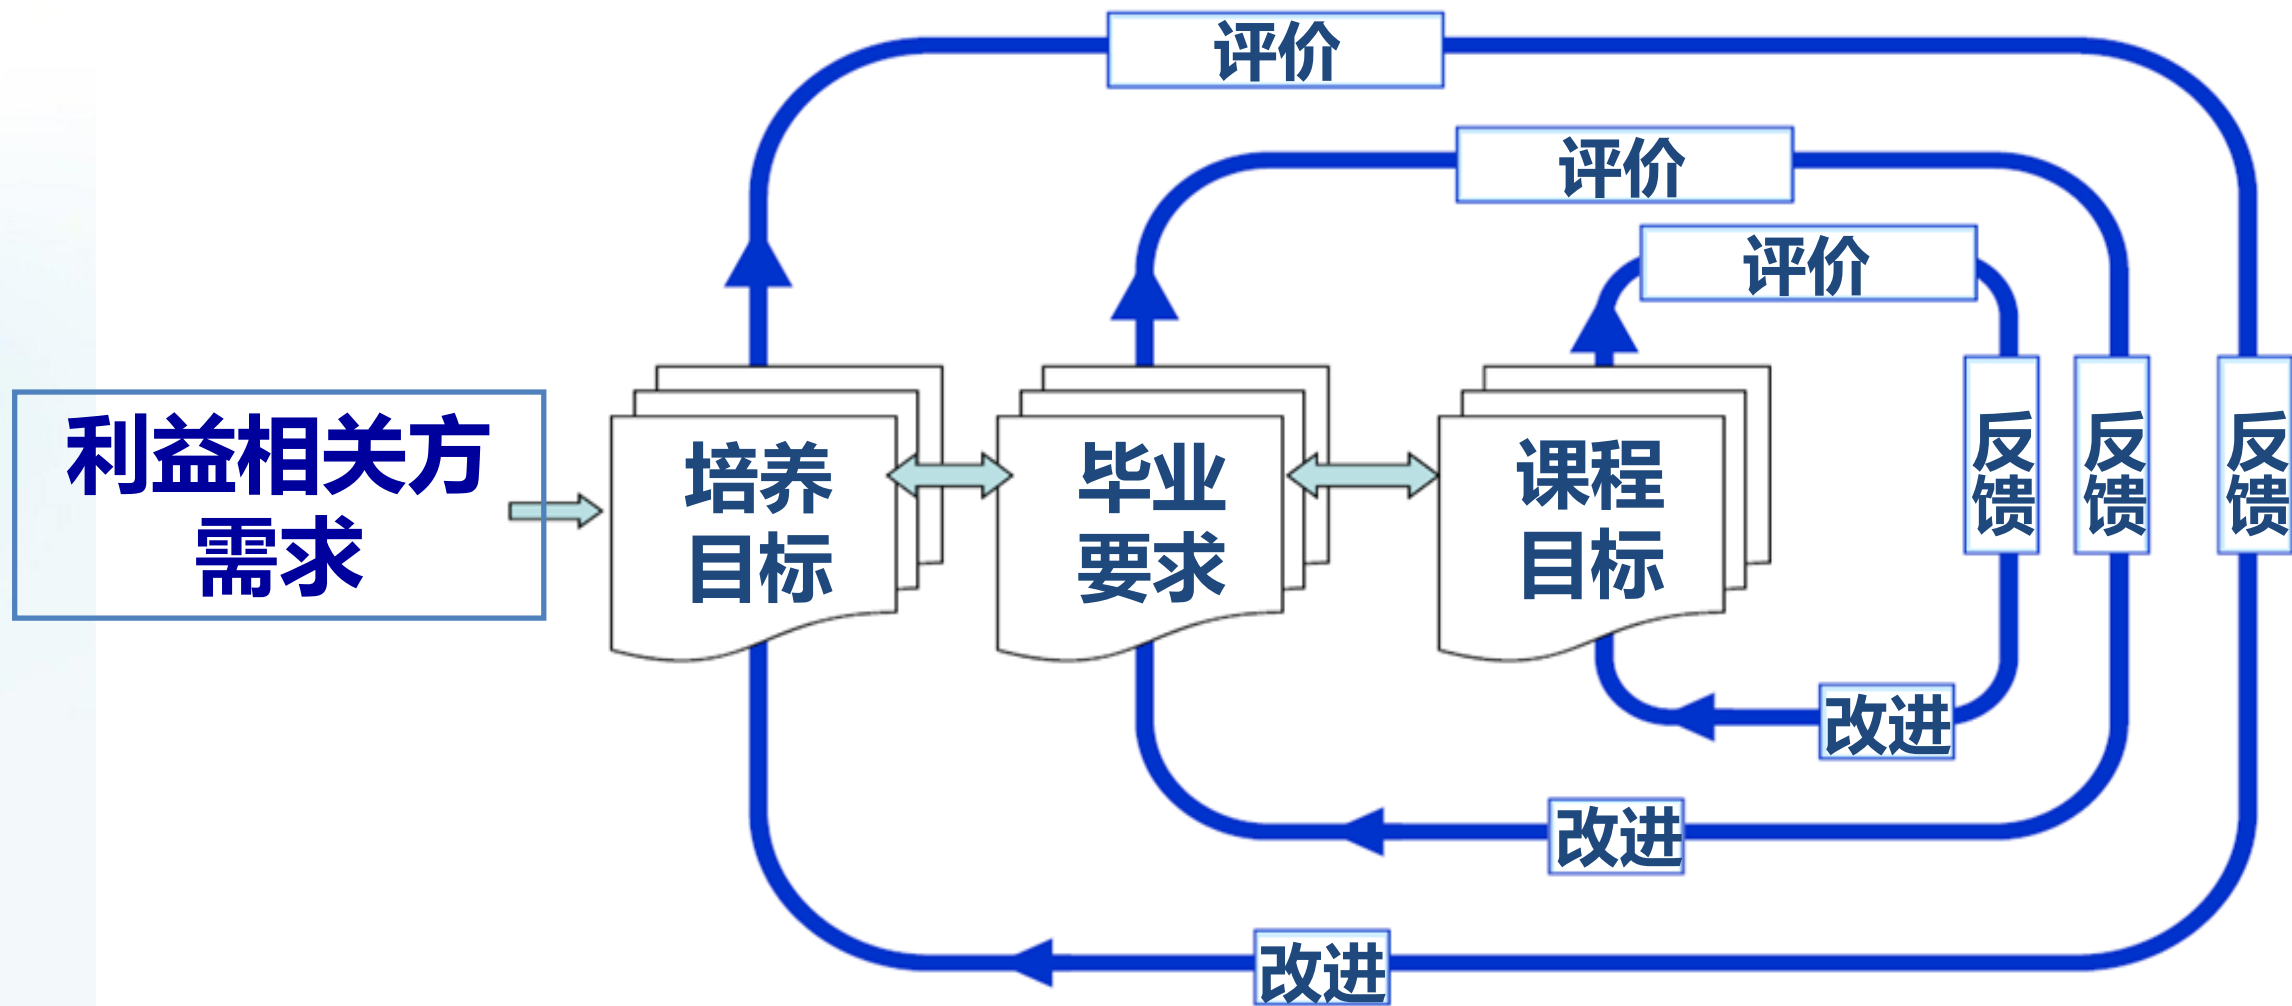 评价
评价
评价
利益相关方
需求
培养
目标
毕业
要求
课程
目标
反馈
反馈
反馈
改进
改进
改进